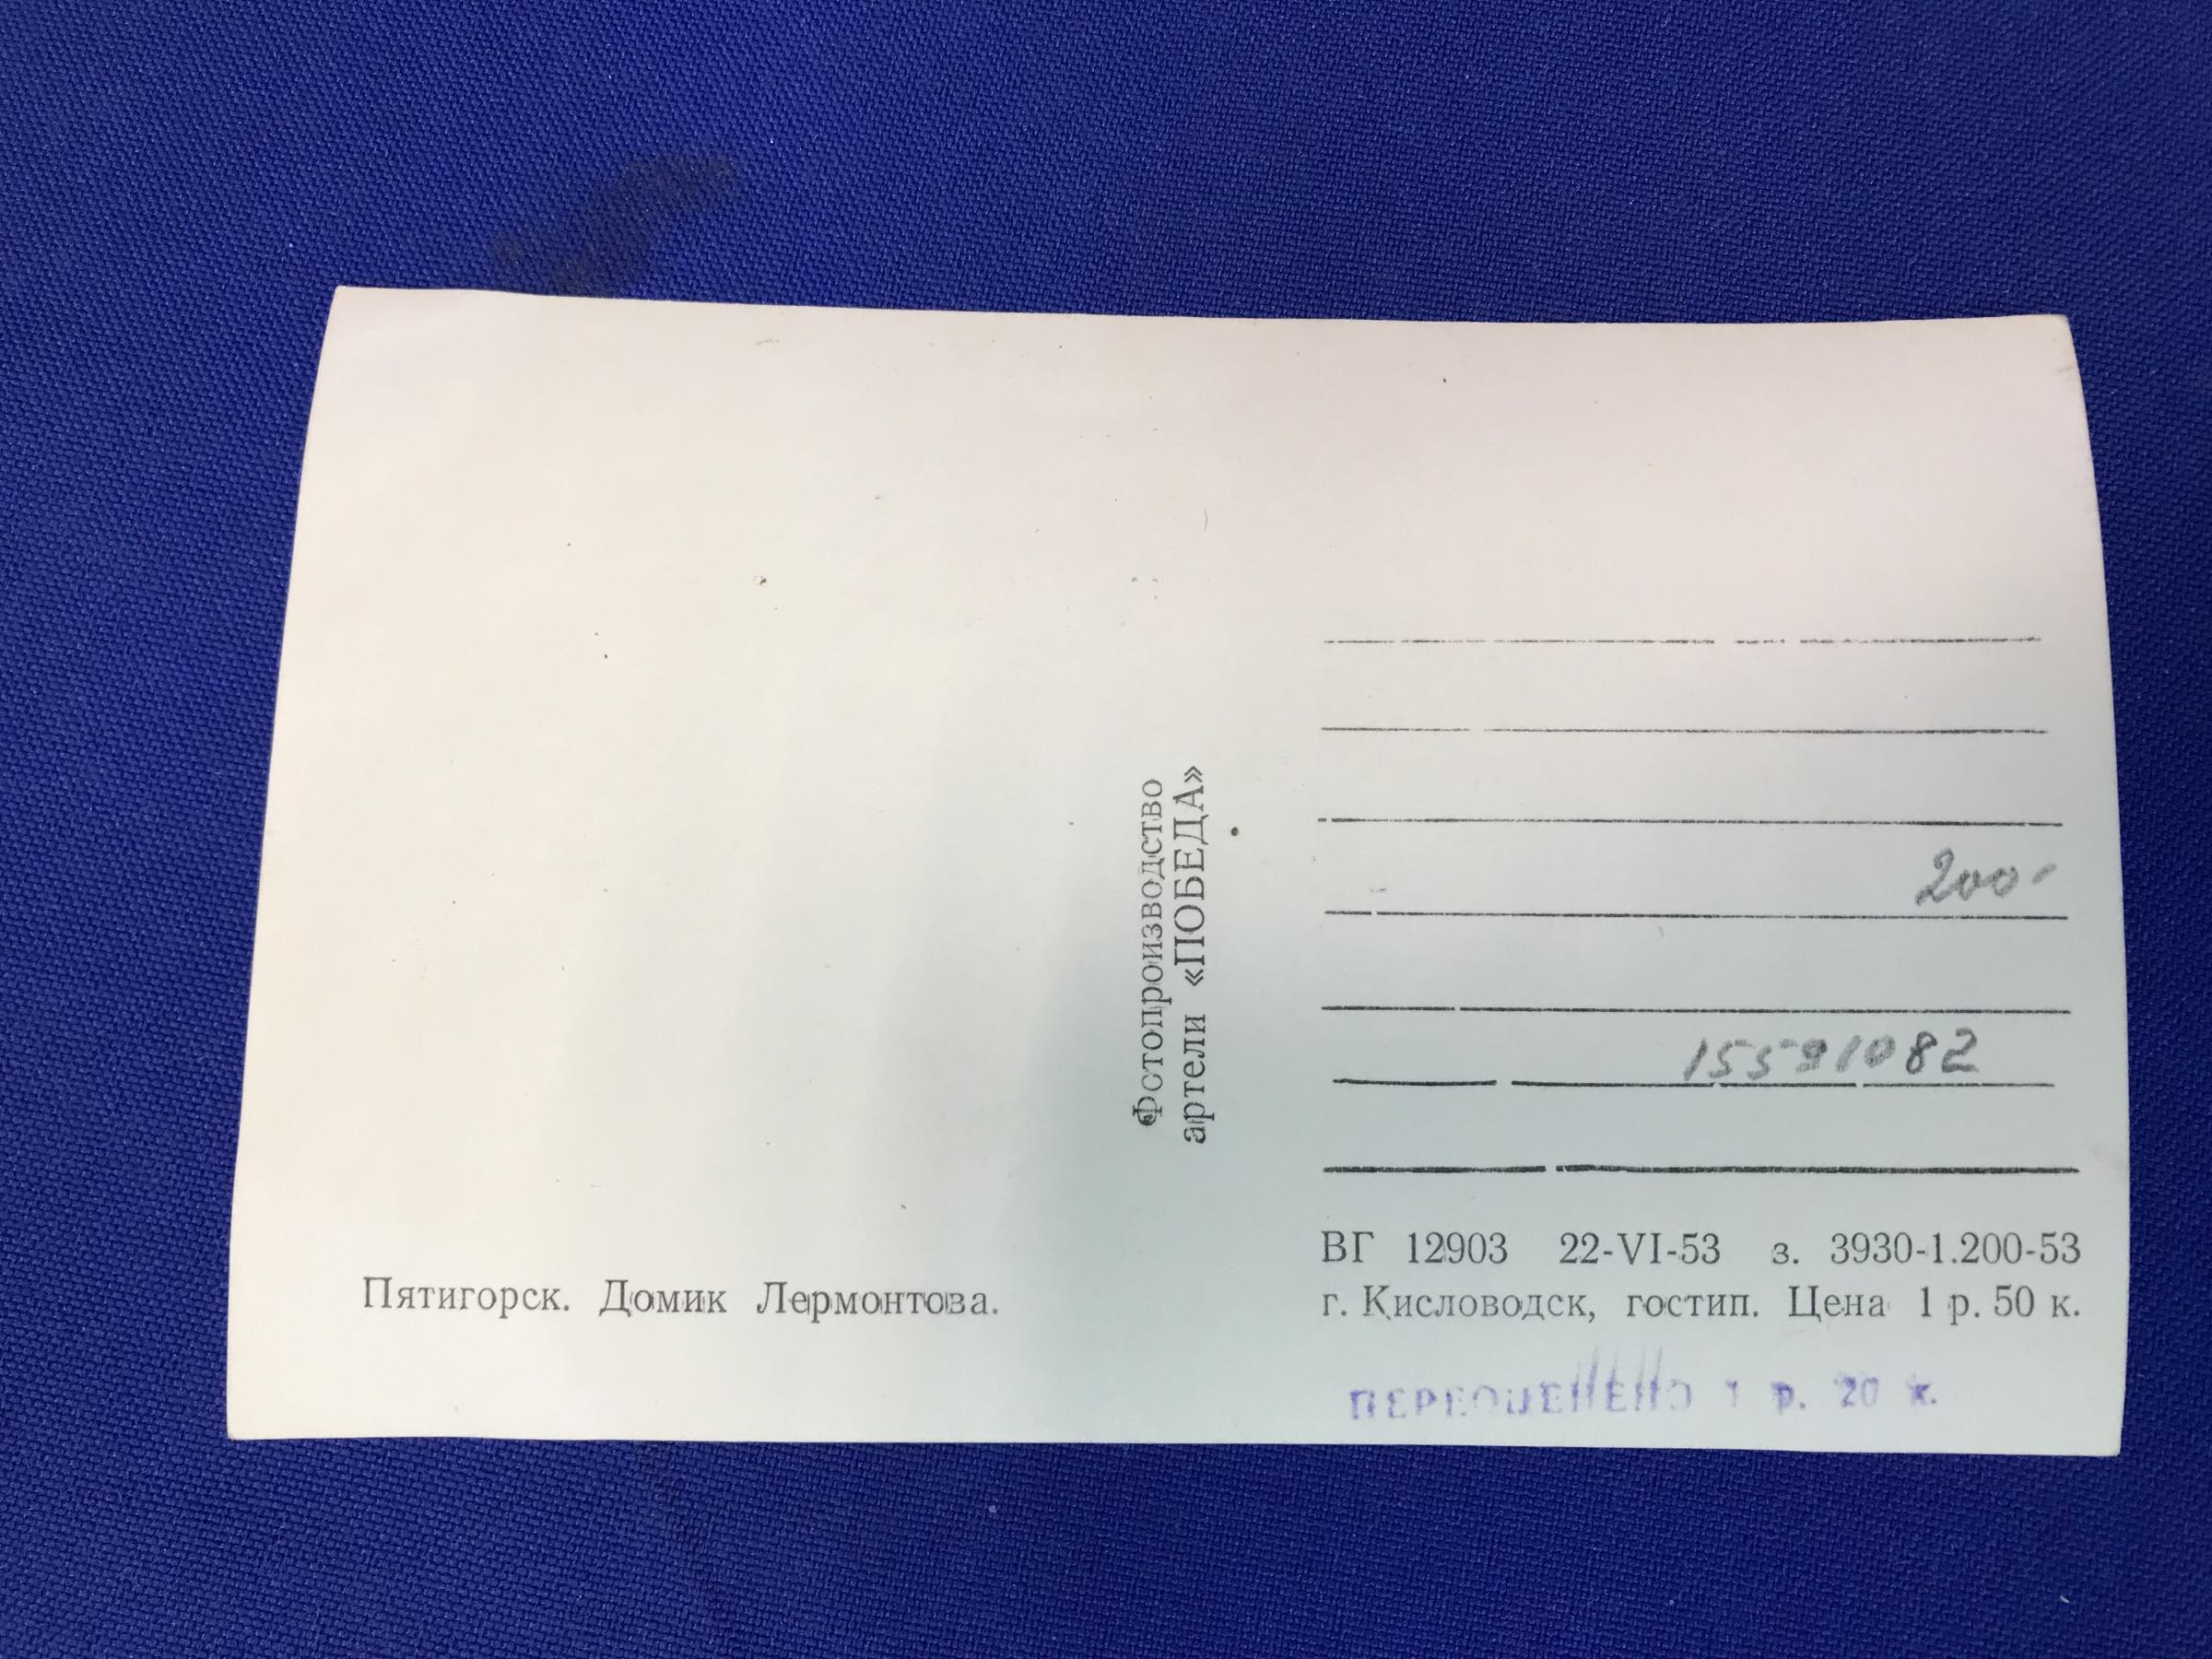 Пятигорск. Домик Лермонтова.
Фотопроизводство
артели «ПОБЕДА»
200-
15591082
ВГ 12903 22-VI-53 з. 3930-1.200-53
г. Кисловодск, гостип. Цена 1 р. 50 к.
ПЕРЕОЦЕНЕНО 1 р. 20 к.